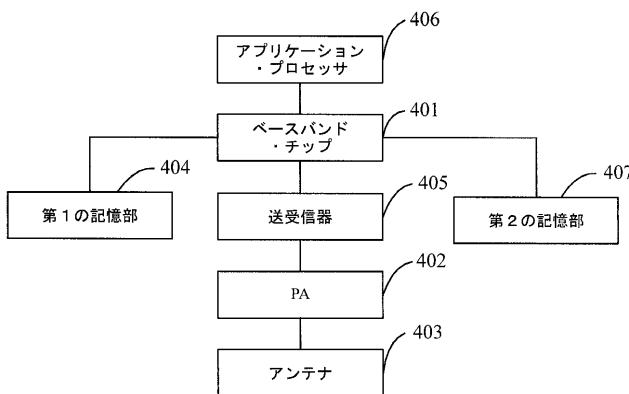 406
アプリケーション
・プロセッサ
401
ベースバンド
・チップ
404
第1の記憶部
405
送受信器
407
第2の記憶部
402
PA
403
アンテナ